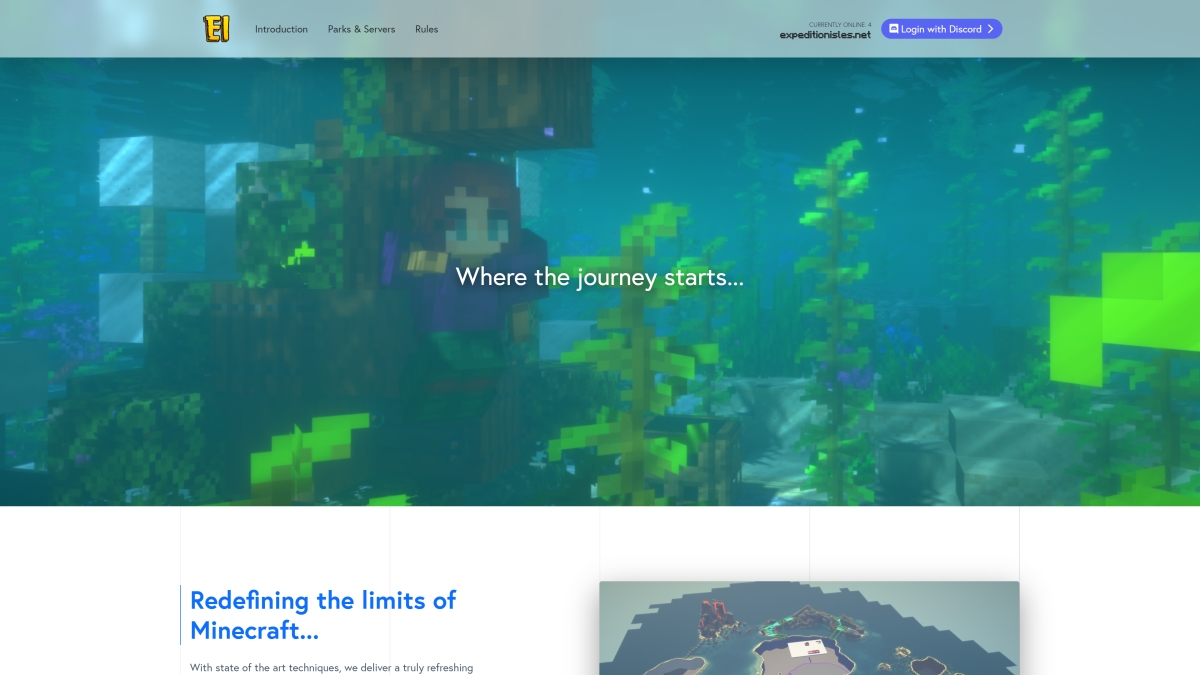 EI
Introduction
Parks & Servers
Rules
CURRENTLY ONLINE: 4
expeditionisles.net
Login with Discord
Where the journey starts...
Redefining the limits of
Minecraft...
With state of the art techniques, we deliver a truly refreshing